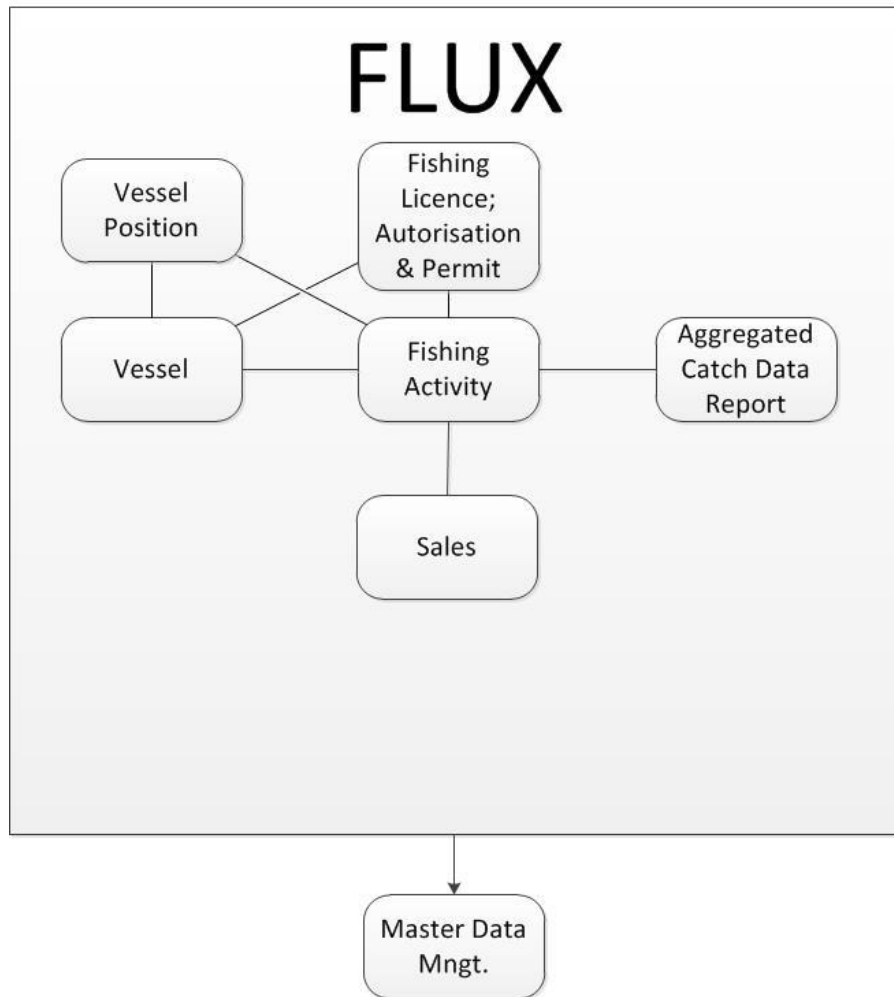 FLUX
Vessel
Position
Fishing
Licence;
Autorisation
& Permit
Vessel
Fishing
Activity
Aggregated
Catch Data
Report
Sales
Master Data
Mngt.